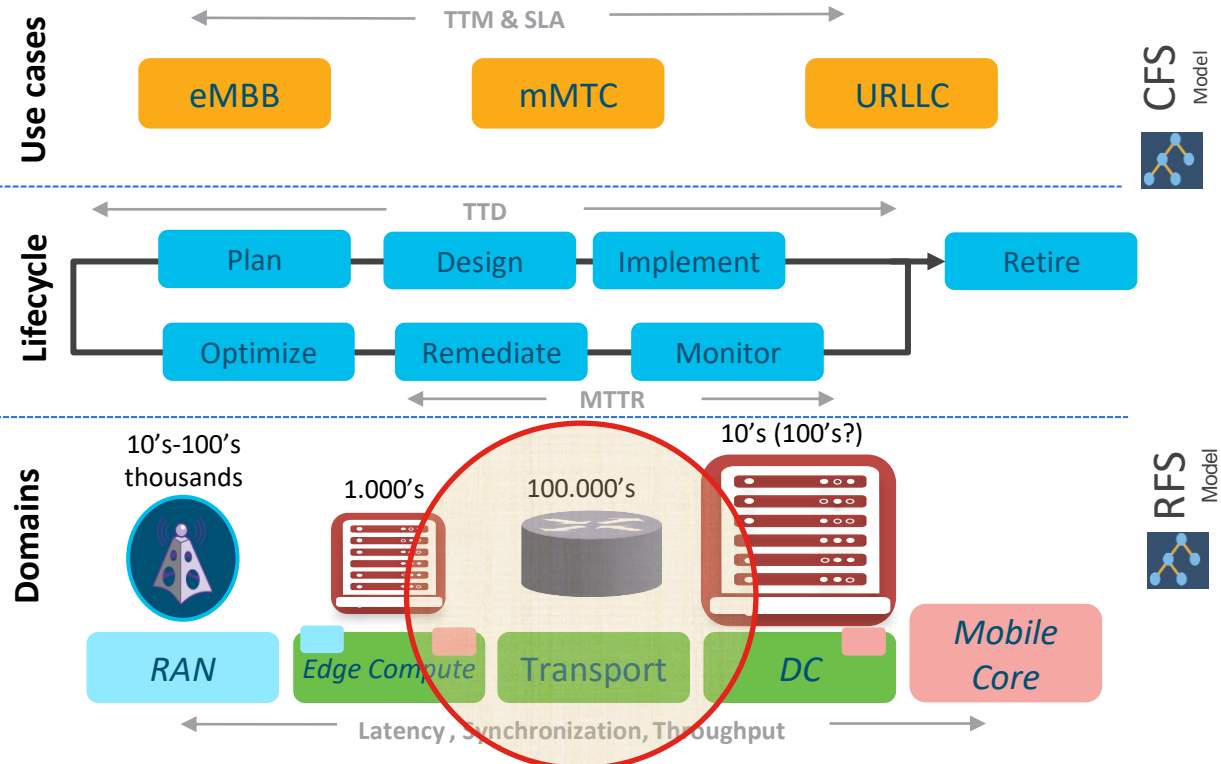 Use cases
TTM & SLA
eMBB
mMTC
URLLC
CFS
Model
Lifecycle
TTD
Plan
Design
Implement
Retire
Optimize
Remediate
Monitor
MTTR
Domains
10's-100's
thousands
1.000's
100.000's
10's (100's?)
RFS
Model
RAN
Edge Compute
Transport
DC
Mobile
Core
Latency , Synchronization, Throughput